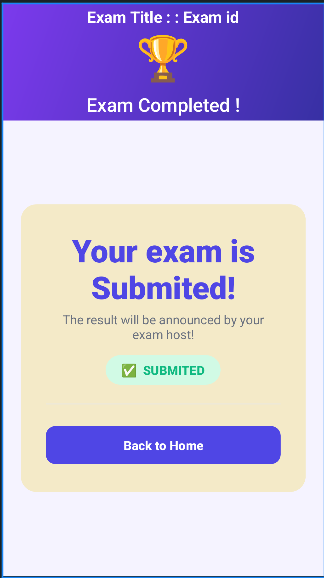 Exam Title : : Exam id
Exam Completed !
Your exam is
Submited!
The result will be announced by your
exam host!
SUBMITED
Back to Home